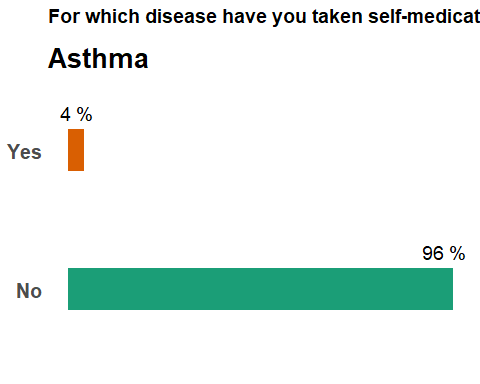 For which disease have you taken self-medicat
Asthma
4 %
Yes
96 %
No